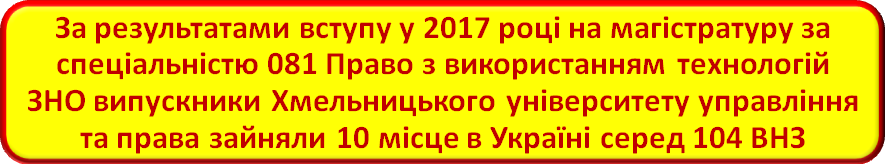 За результатами вступу у 2017 році на магістратуру за
спеціальністю 081 Право з використанням технологій
ЗНО випускники Хмельницького університету управління
та права зайняли 10 місце в Україні серед 104 ВНЗ